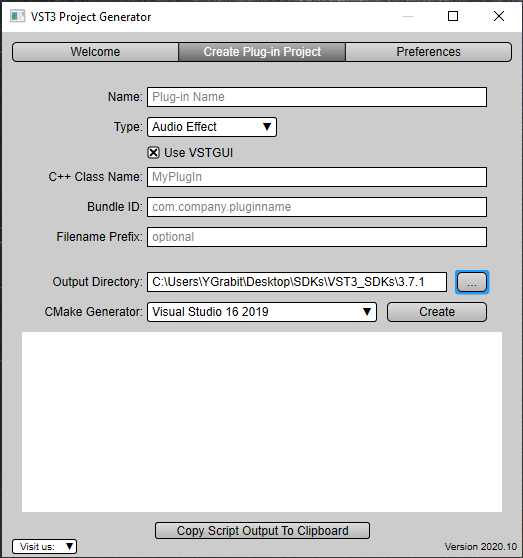 VST3 Project Generator
Welcome Create Plug-in Project Preferences
Name: Plug-in Name
Type: Audio Effect
Use VSTGUI
C++ Class Name: MyPlugIn
Bundle ID: com.company.pluginname
Filename Prefix: optional
Output Directory: C:\Users\YGrabit\Desktop\SDKs\VST3_SDKs\3.7.1 ...
CMake Generator: Visual Studio 16 2019 Create
Copy Script Output To Clipboard
Visit us: Version 2020.10